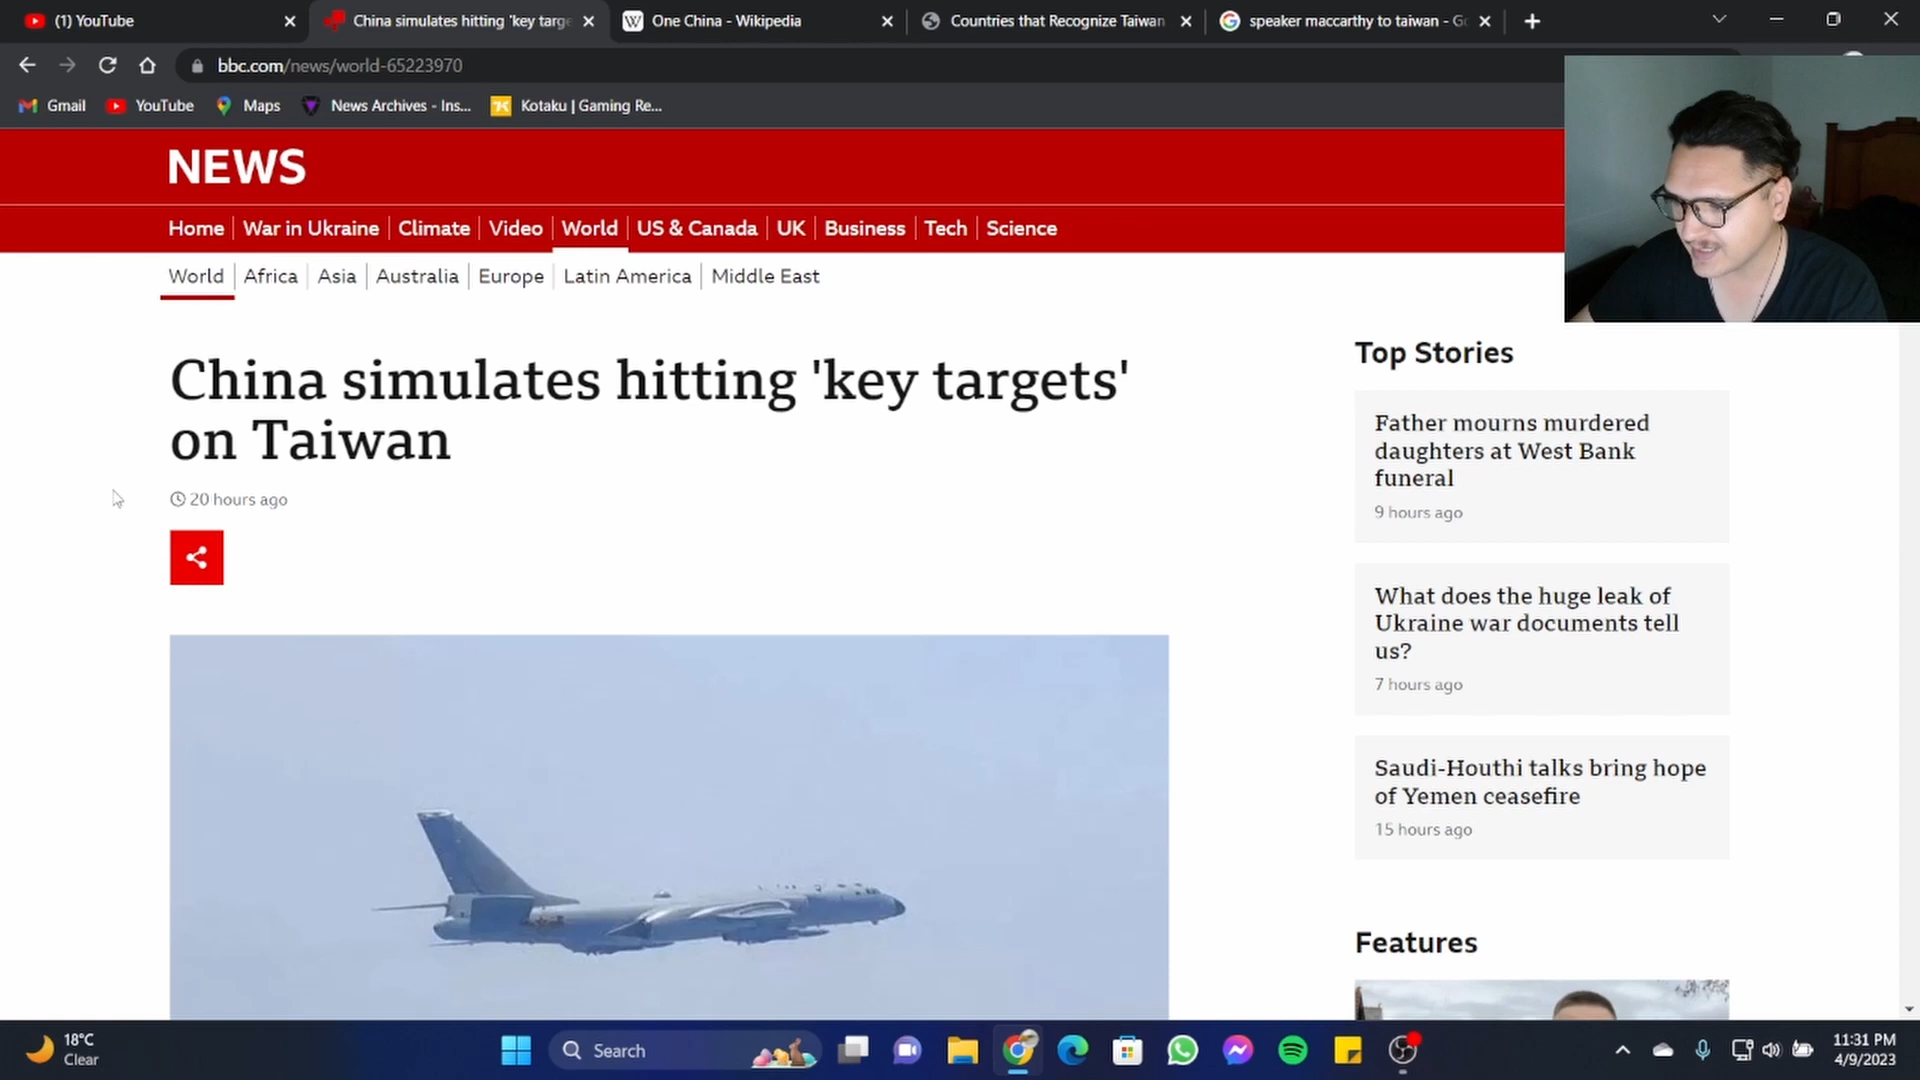 (1) YouTube
China simulates hitting 'key targe
One China - Wikipedia
Countries that Recognize Taiwan
speaker maccarthy to taiwan - Go
bbc.com/news/world-65223970
Gmail
YouTube
Maps
News Archives - Ins...
Kotaku | Gaming Re...
NEWS
Home
War in Ukraine
Climate
Video
World
US & Canada
UK
Business
Tech
Science
World
Africa
Asia
Australia
Europe
Latin America
Middle East
China simulates hitting 'key targets'
on Taiwan
20 hours ago
Top Stories
Father mourns murdered
daughters at West Bank
funeral
9 hours ago
What does the huge leak of
Ukraine war documents tell
us?
7 hours ago
Saudi-Houthi talks bring hope
of Yemen ceasefire
15 hours ago
Features
18°C
Clear
Search
11:31 PM
4/9/2023